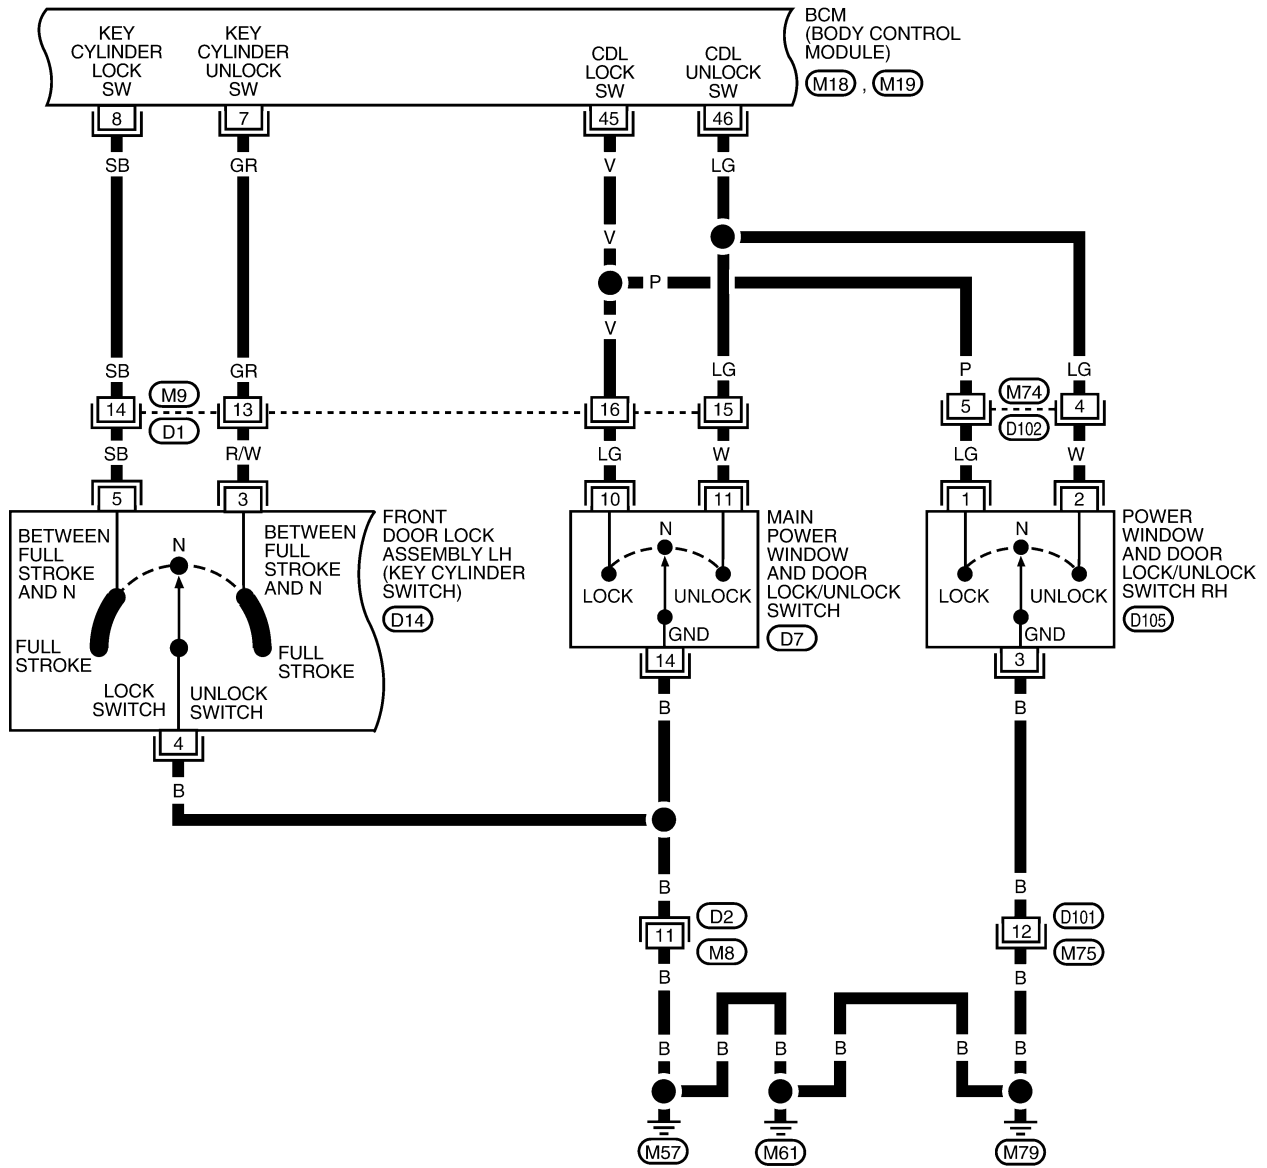 BCM
(BODY CONTROL
MODULE)
M18 , M19
KEY
CYLINDER
LOCK
SW
KEY
CYLINDER
UNLOCK
SW
CDL
LOCK
SW
CDL
UNLOCK
SW
8
7
45
46
SB
GR
V
LG
V
P
V
SB
GR
LG
P
LG
14
M9
D1
13
16
15
5
M74
D102
4
SB
R/W
LG
W
LG
W
5
3
10
11
1
2
BETWEEN
FULL
STROKE
AND N
N
BETWEEN
FULL
STROKE
AND N
FULL
STROKE
FULL
STROKE
LOCK
SWITCH
UNLOCK
SWITCH
FRONT
DOOR LOCK
ASSEMBLY LH
(KEY CYLINDER
SWITCH)
D14
N
LOCK
UNLOCK
GND
MAIN
POWER
WINDOW
AND DOOR
LOCK/UNLOCK
SWITCH
D7
N
LOCK
UNLOCK
GND
POWER
WINDOW
AND DOOR
LOCK/UNLOCK
SWITCH RH
D105
4
14
3
B
B
B
B
B
11
D2
M8
12
D101
M75
B
B
B
B
B
B
B
B
M57
M61
M79